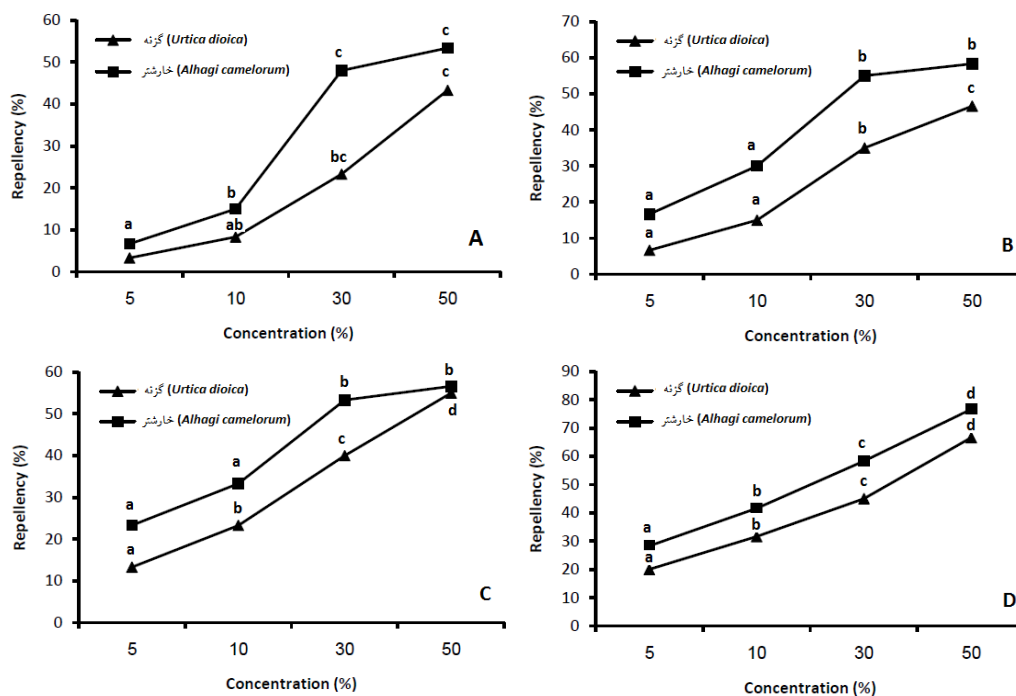 60
50
40
30
20
10
0
Repellency (%)
گزنه (Urtica dioica)
خارشتر (Alhagi camelorum)
a
b
c
c
ab
bc
c
A
5 10 30 50
Concentration (%)
70
60
50
40
30
20
10
0
Repellency (%)
گزنه (Urtica dioica)
خارشتر (Alhagi camelorum)
a
a
b
b
a
a
b
c
B
5 10 30 50
Concentration (%)
60
50
40
30
20
10
0
Repellency (%)
گزنه (Urtica dioica)
خارشتر (Alhagi camelorum)
a
a
b
b
a
b
c
d
C
5 10 30 50
Concentration (%)
90
80
70
60
50
40
30
20
10
0
Repellency (%)
گزنه (Urtica dioica)
خارشتر (Alhagi camelorum)
a
b
c
d
a
b
c
d
D
5 10 30 50
Concentration (%)